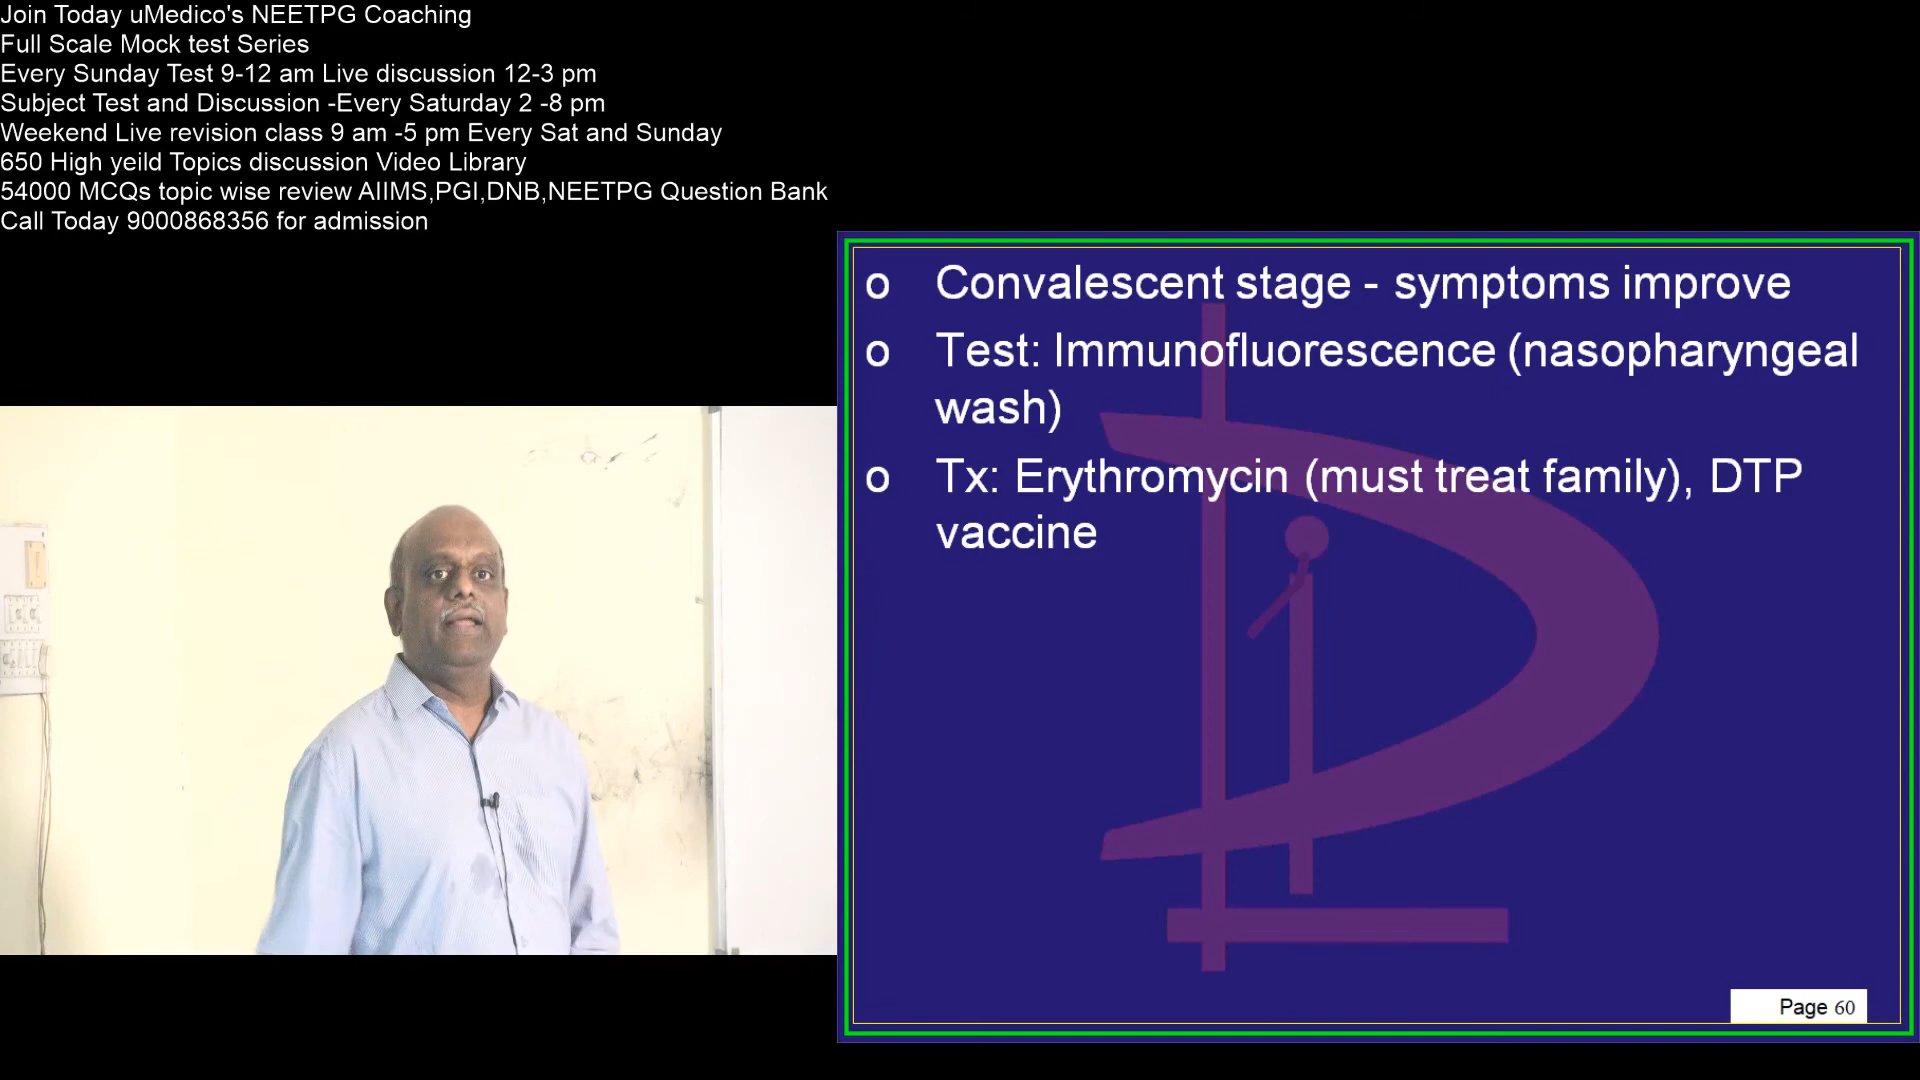 Join Today uMedico's NEETPG Coaching
Full Scale Mock test Series
Every Sunday Test 9-12 am Live discussion 12-3 pm
Subject Test and Discussion -Every Saturday 2 -8 pm
Weekend Live revision class 9 am -5 pm Every Sat and Sunday
650 High yeild Topics discussion Video Library
54000 MCQs topic wise review AIIMS,PGI,DNB,NEETPG Question Bank
Call Today 9000868356 for admission
o Convalescent stage - symptoms improve
o Test: Immunofluorescence (nasopharyngeal
wash)
o Tx: Erythromycin (must treat family), DTP
vaccine
Page 60